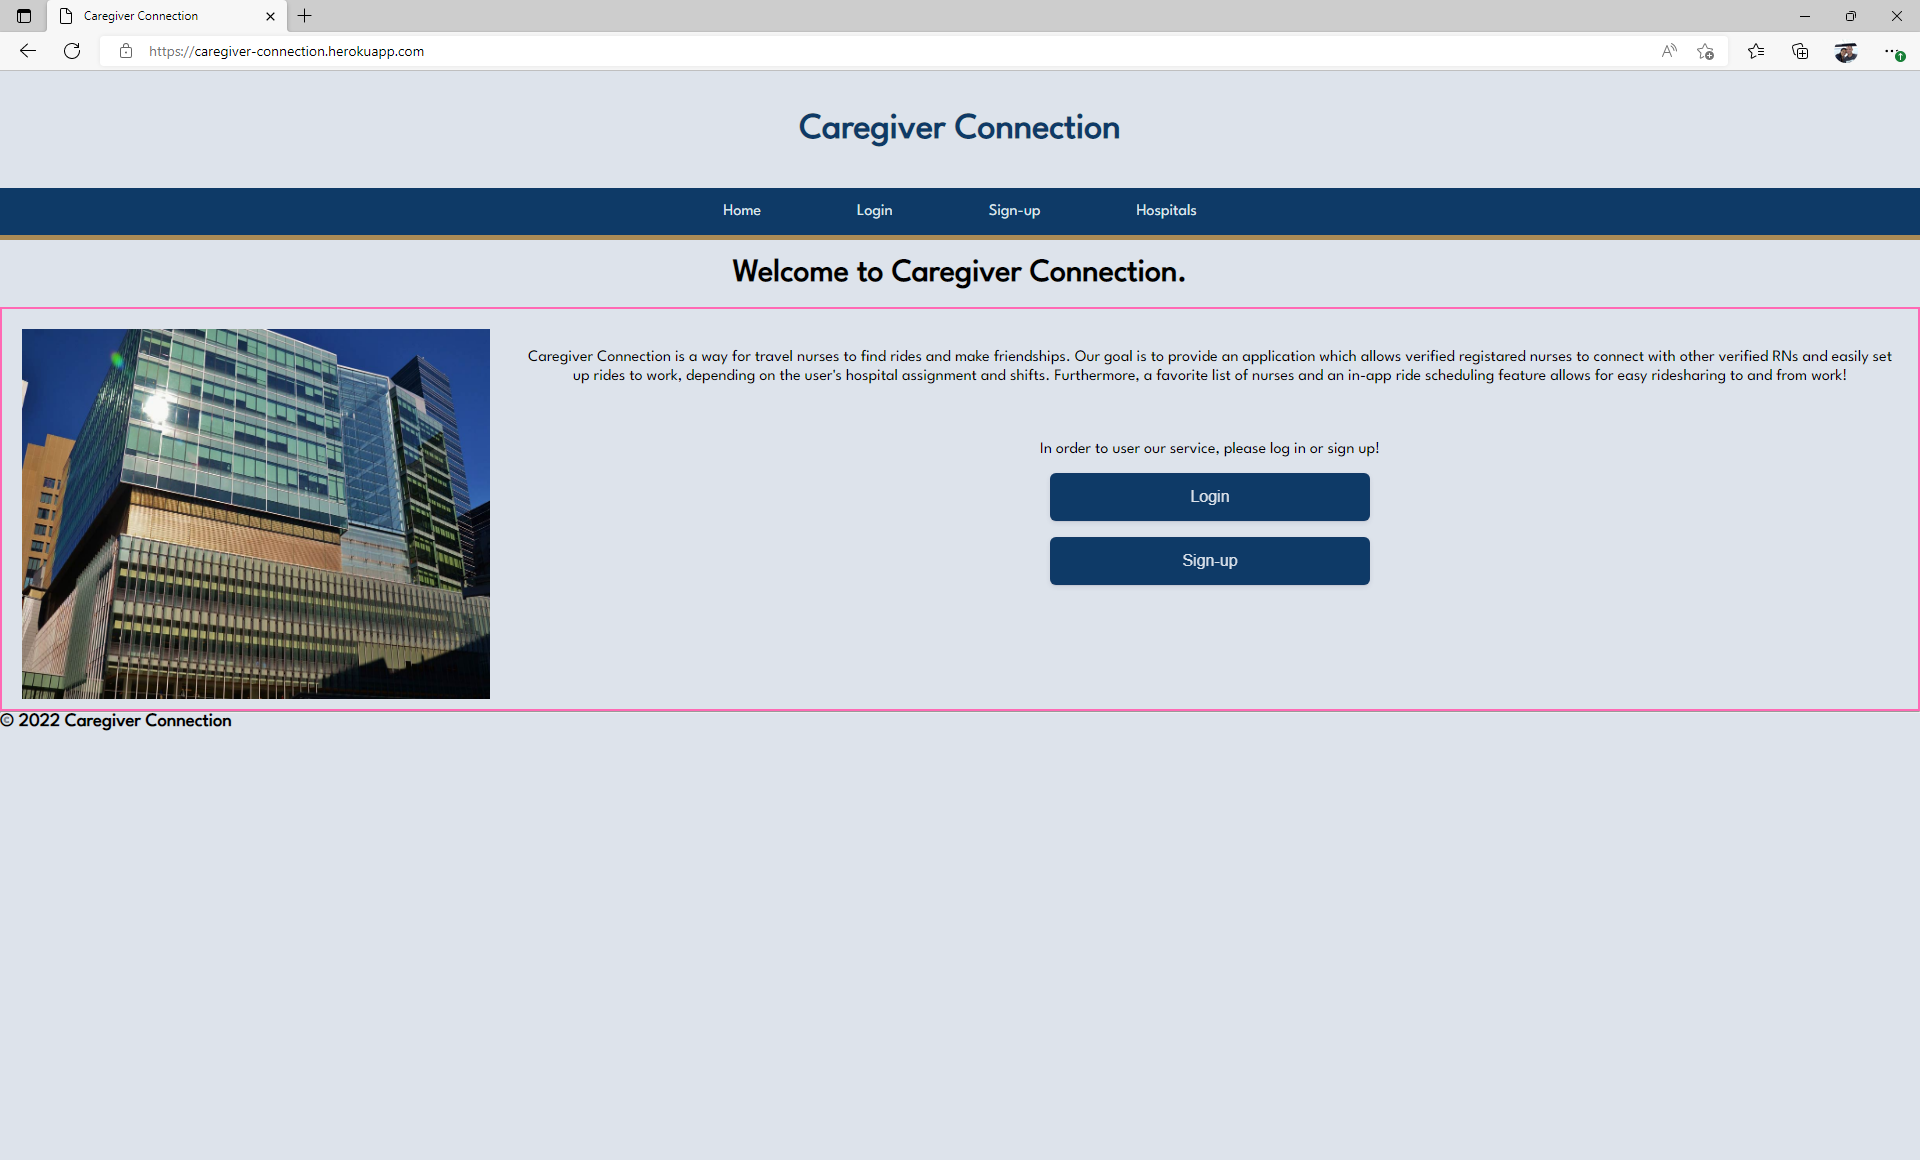 Caregiver Connection
https://caregiver-connection.herokuapp.com
Caregiver Connection
Home Login Sign-up Hospitals
Welcome to Caregiver Connection.
Caregiver Connection is a way for travel nurses to find rides and make friendships. Our goal is to provide an application which allows verified registared nurses to connect with other verified RNs and easily set
up rides to work, depending on the user's hospital assignment and shifts. Furthermore, a favorite list of nurses and an in-app ride scheduling feature allows for easy ridesharing to and from work!
In order to user our service, please log in or sign up!
Login
Sign-up
© 2022 Caregiver Connection